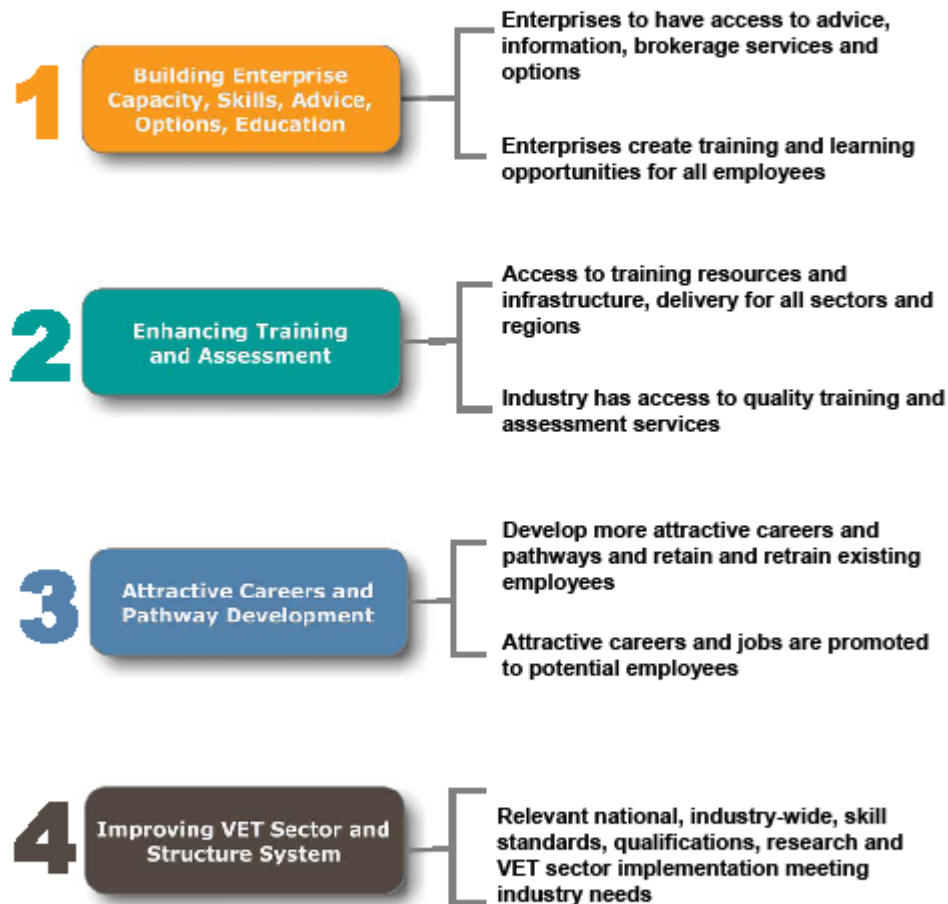 1
Building Enterprise
Capacity, Skills, Advice,
Options, Education
Enterprises to have access to advice,
information, brokerage services and
options
Enterprises create training and learning
opportunities for all employees
2
Enhancing Training
and Assessment
Access to training resources and
infrastructure, delivery for all sectors and
regions
Industry has access to quality training and
assessment services
3
Attractive Careers and
Pathway Development
Develop more attractive careers and
pathways and retain and retrain existing
employees
Attractive careers and jobs are promoted
to potential employees
4
Improving VET Sector and
Structure System
Relevant national, industry-wide, skill
standards, qualifications, research and
VET sector implementation meeting
industry needs